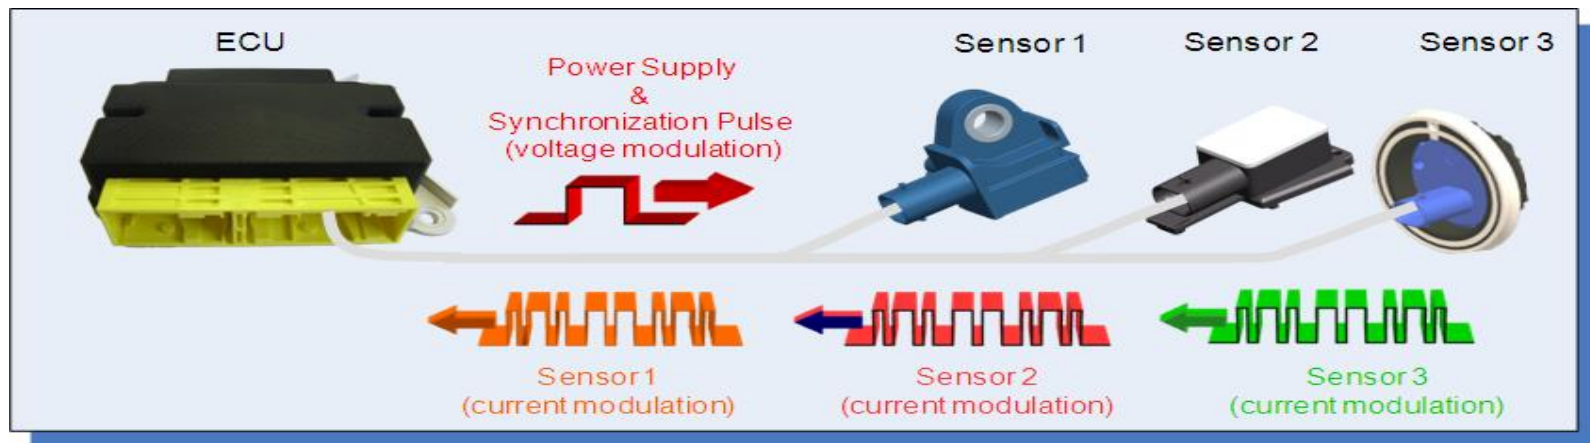 ECU
Sensor 1
Sensor 2
Sensor 3
Power Supply
&
Synchronization Pulse
(voltage modulation)
Sensor 1
(current modulation)
Sensor 2
(current modulation)
Sensor 3
(current modulation)